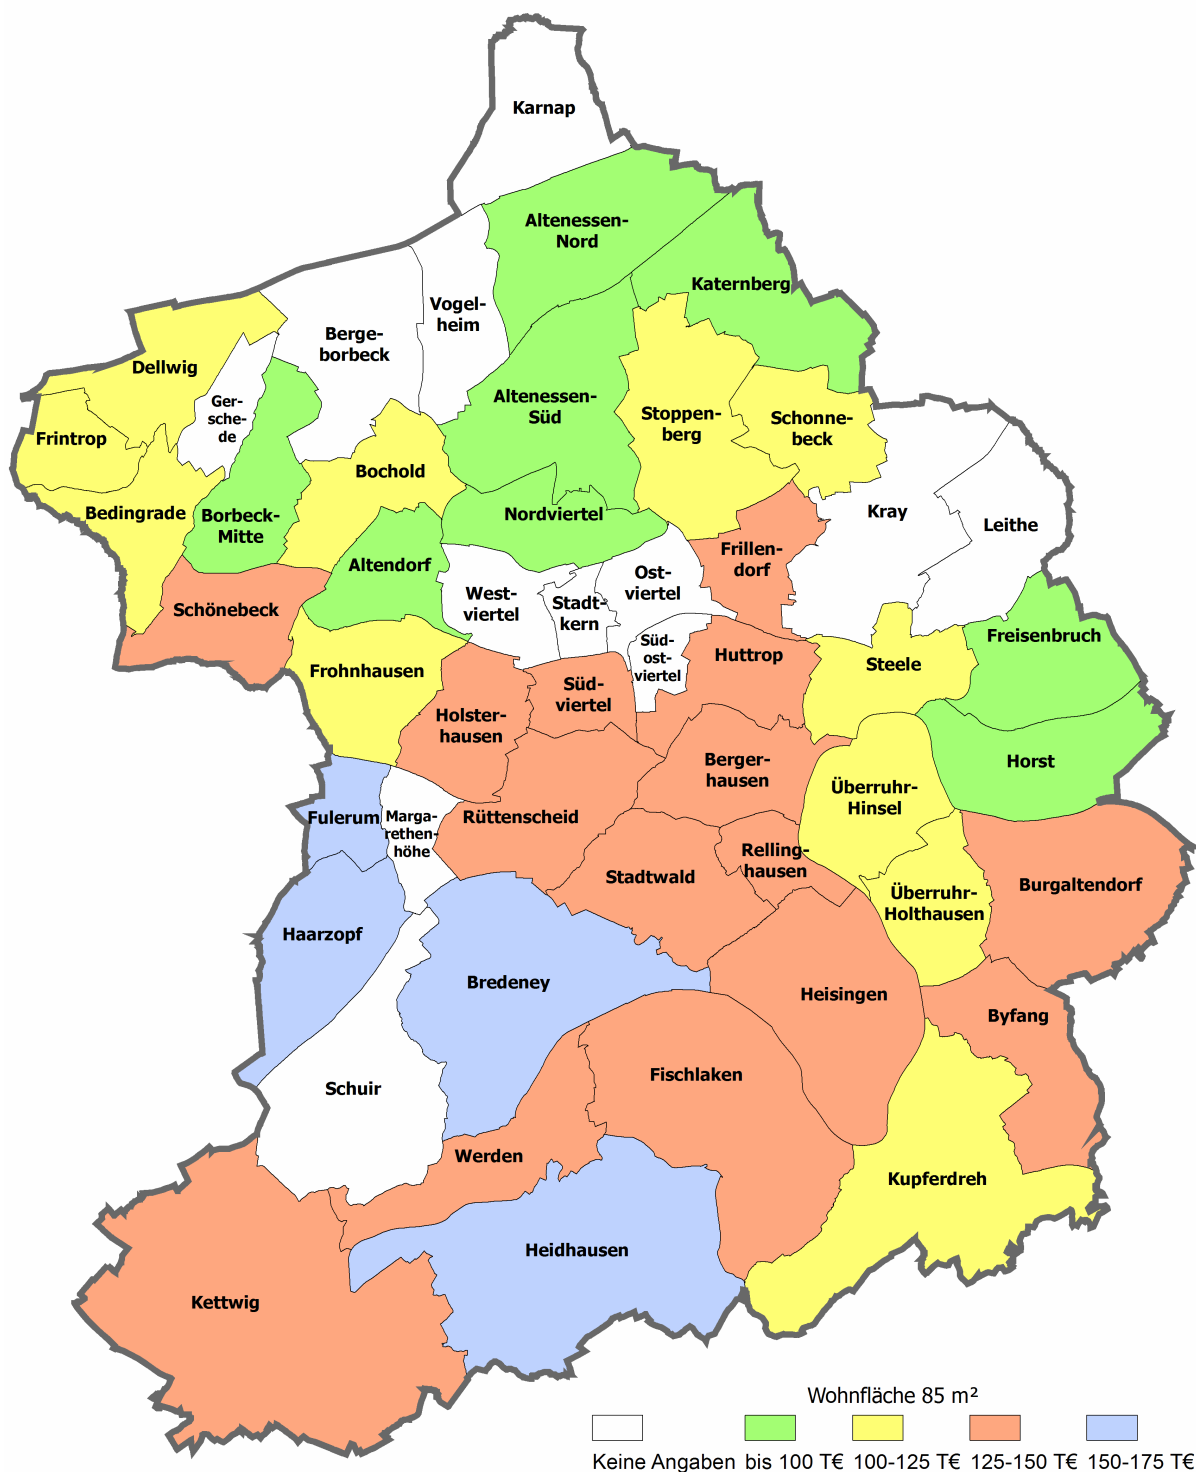 Karnap
Altenessen-
Nord
Katernberg
Vogel-
heim
Berge-
borbeck
Dellwig
Ger-
sche-
de
Altenessen-
Süd
Stoppen-
berg
Schonne-
beck
Frintrop
Bochold
Bedingrade
Borbeck-
Mitte
Nordviertel
Kray
Leithe
Altendorf
Frillen-
dorf
Ost-
viertel
West-
viertel
Stadt-
kern
Schönebeck
Freisenbruch
Süd-
ost-
viertel
Huttrop
Steele
Frohnhausen
Süd-
viertel
Holster-
hausen
Berger-
hausen
Horst
Überruhr-
Hinsel
Fulerum
Marga-
rethen-
höhe
Rüttenscheid
Relling-
hausen
Stadtwald
Burgaltendorf
Überruhr-
Holthausen
Haarzopf
Bredeney
Heisingen
Byfang
Fischlaken
Schuir
Werden
Kupferdreh
Heidhausen
Kettwig
Wohnfläche 85 m²
Keine Angaben bis 100 T€ 100-125 T€ 125-150 T€ 150-175 T€